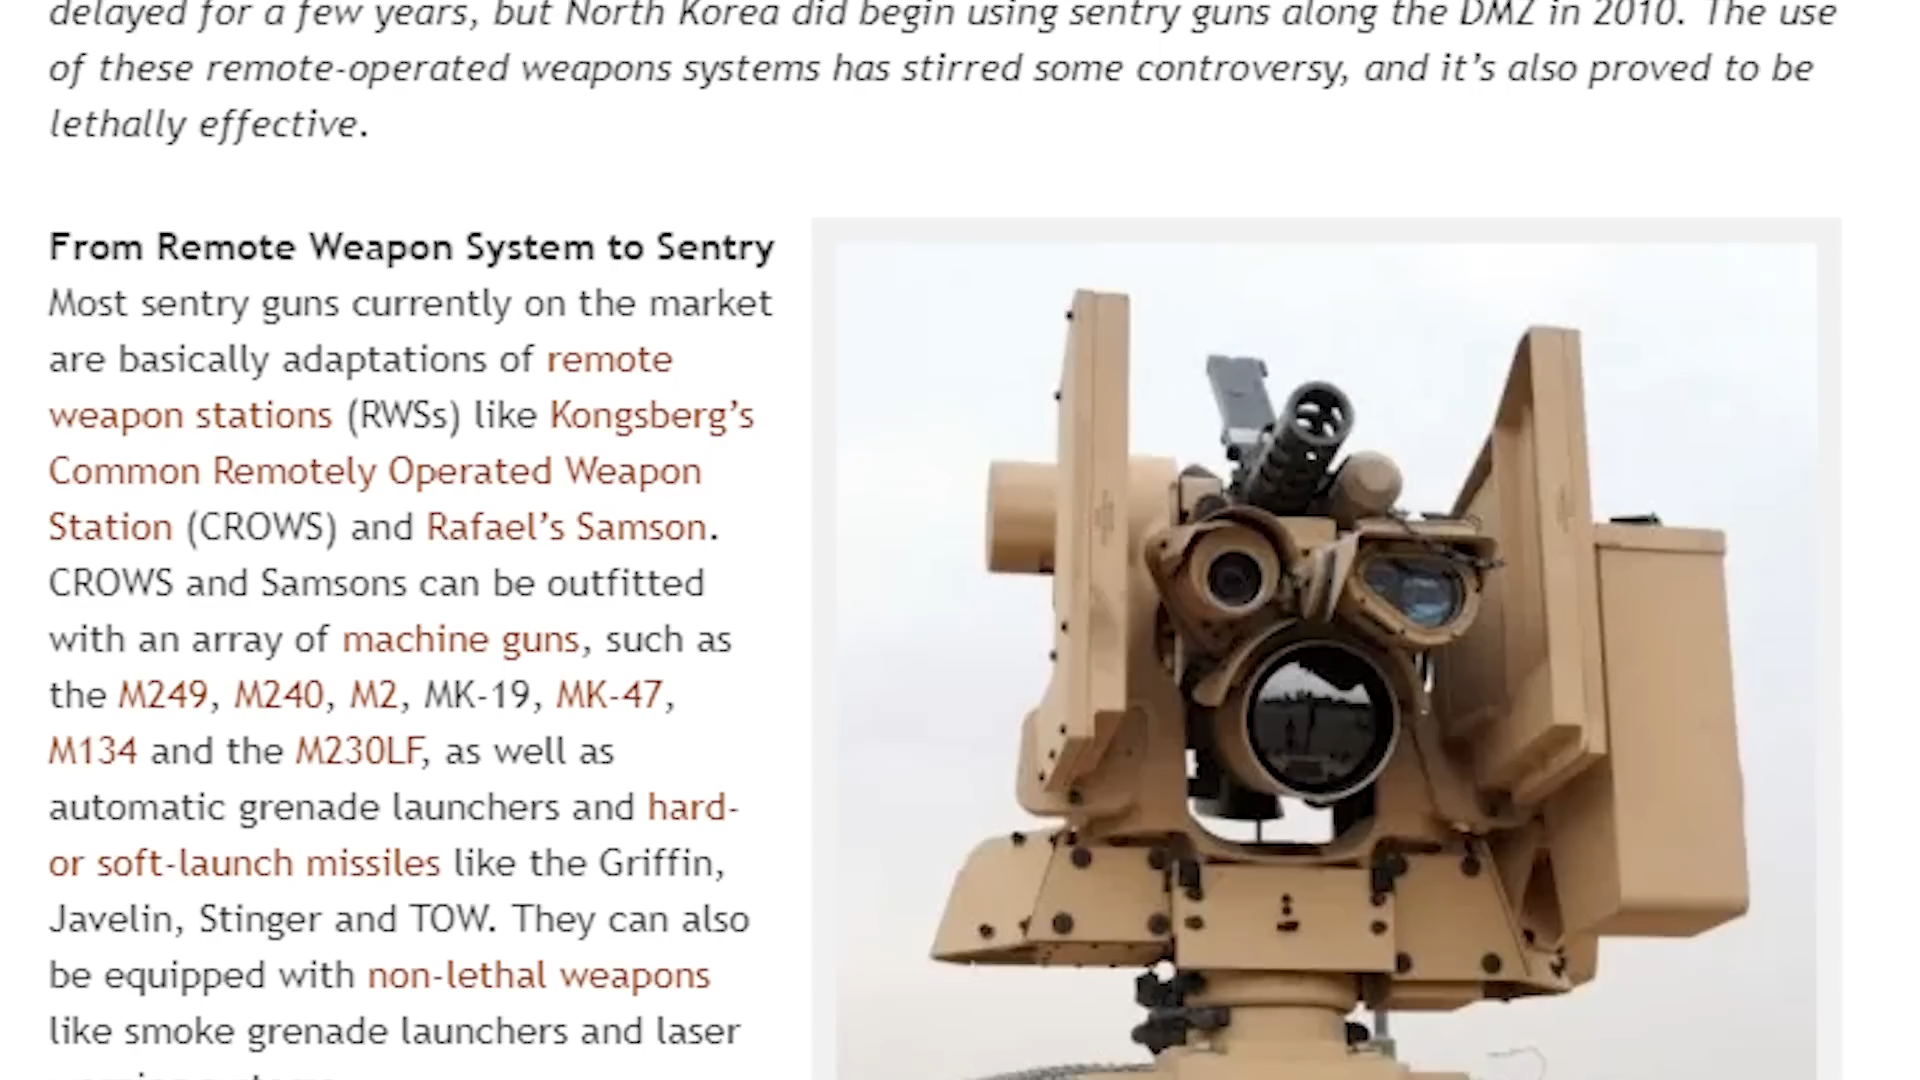 delayed for a few years, but North Korea did begin using sentry guns along the DMZ in 2010. The use
of these remote-operated weapons systems has stirred some controversy, and it’s also proved to be
lethally effective.
From Remote Weapon System to Sentry
Most sentry guns currently on the market
are basically adaptations of remote
weapon stations (RWSs) like Kongsberg’s
Common Remotely Operated Weapon
Station (CROWS) and Rafael’s Samson.
CROWS and Samsons can be outfitted
with an array of machine guns, such as
the M249, M240, M2, MK-19, MK-47,
M134 and the M230LF, as well as
automatic grenade launchers and hard-
or soft-launch missiles like the Griffin,
Javelin, Stinger and TOW. They can also
be equipped with non-lethal weapons
like smoke grenade launchers and laser